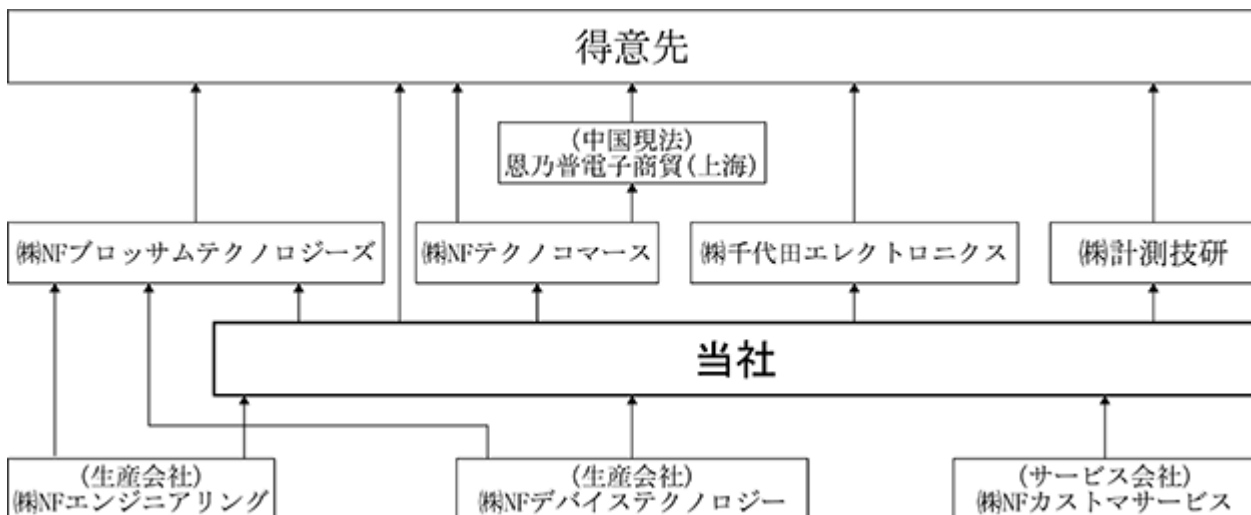 得意先
(中国現法)
恩乃普電子商貿(上海)
㈱NFブロッサムテクノロジーズ
㈱NFテクノコマース
㈱千代田エレクトロニクス
㈱計測技研
当社
(生産会社)
㈱NFエンジニアリング
(生産会社)
㈱NFデバイステクノロジー
(サービス会社)
㈱NFカストマサービス